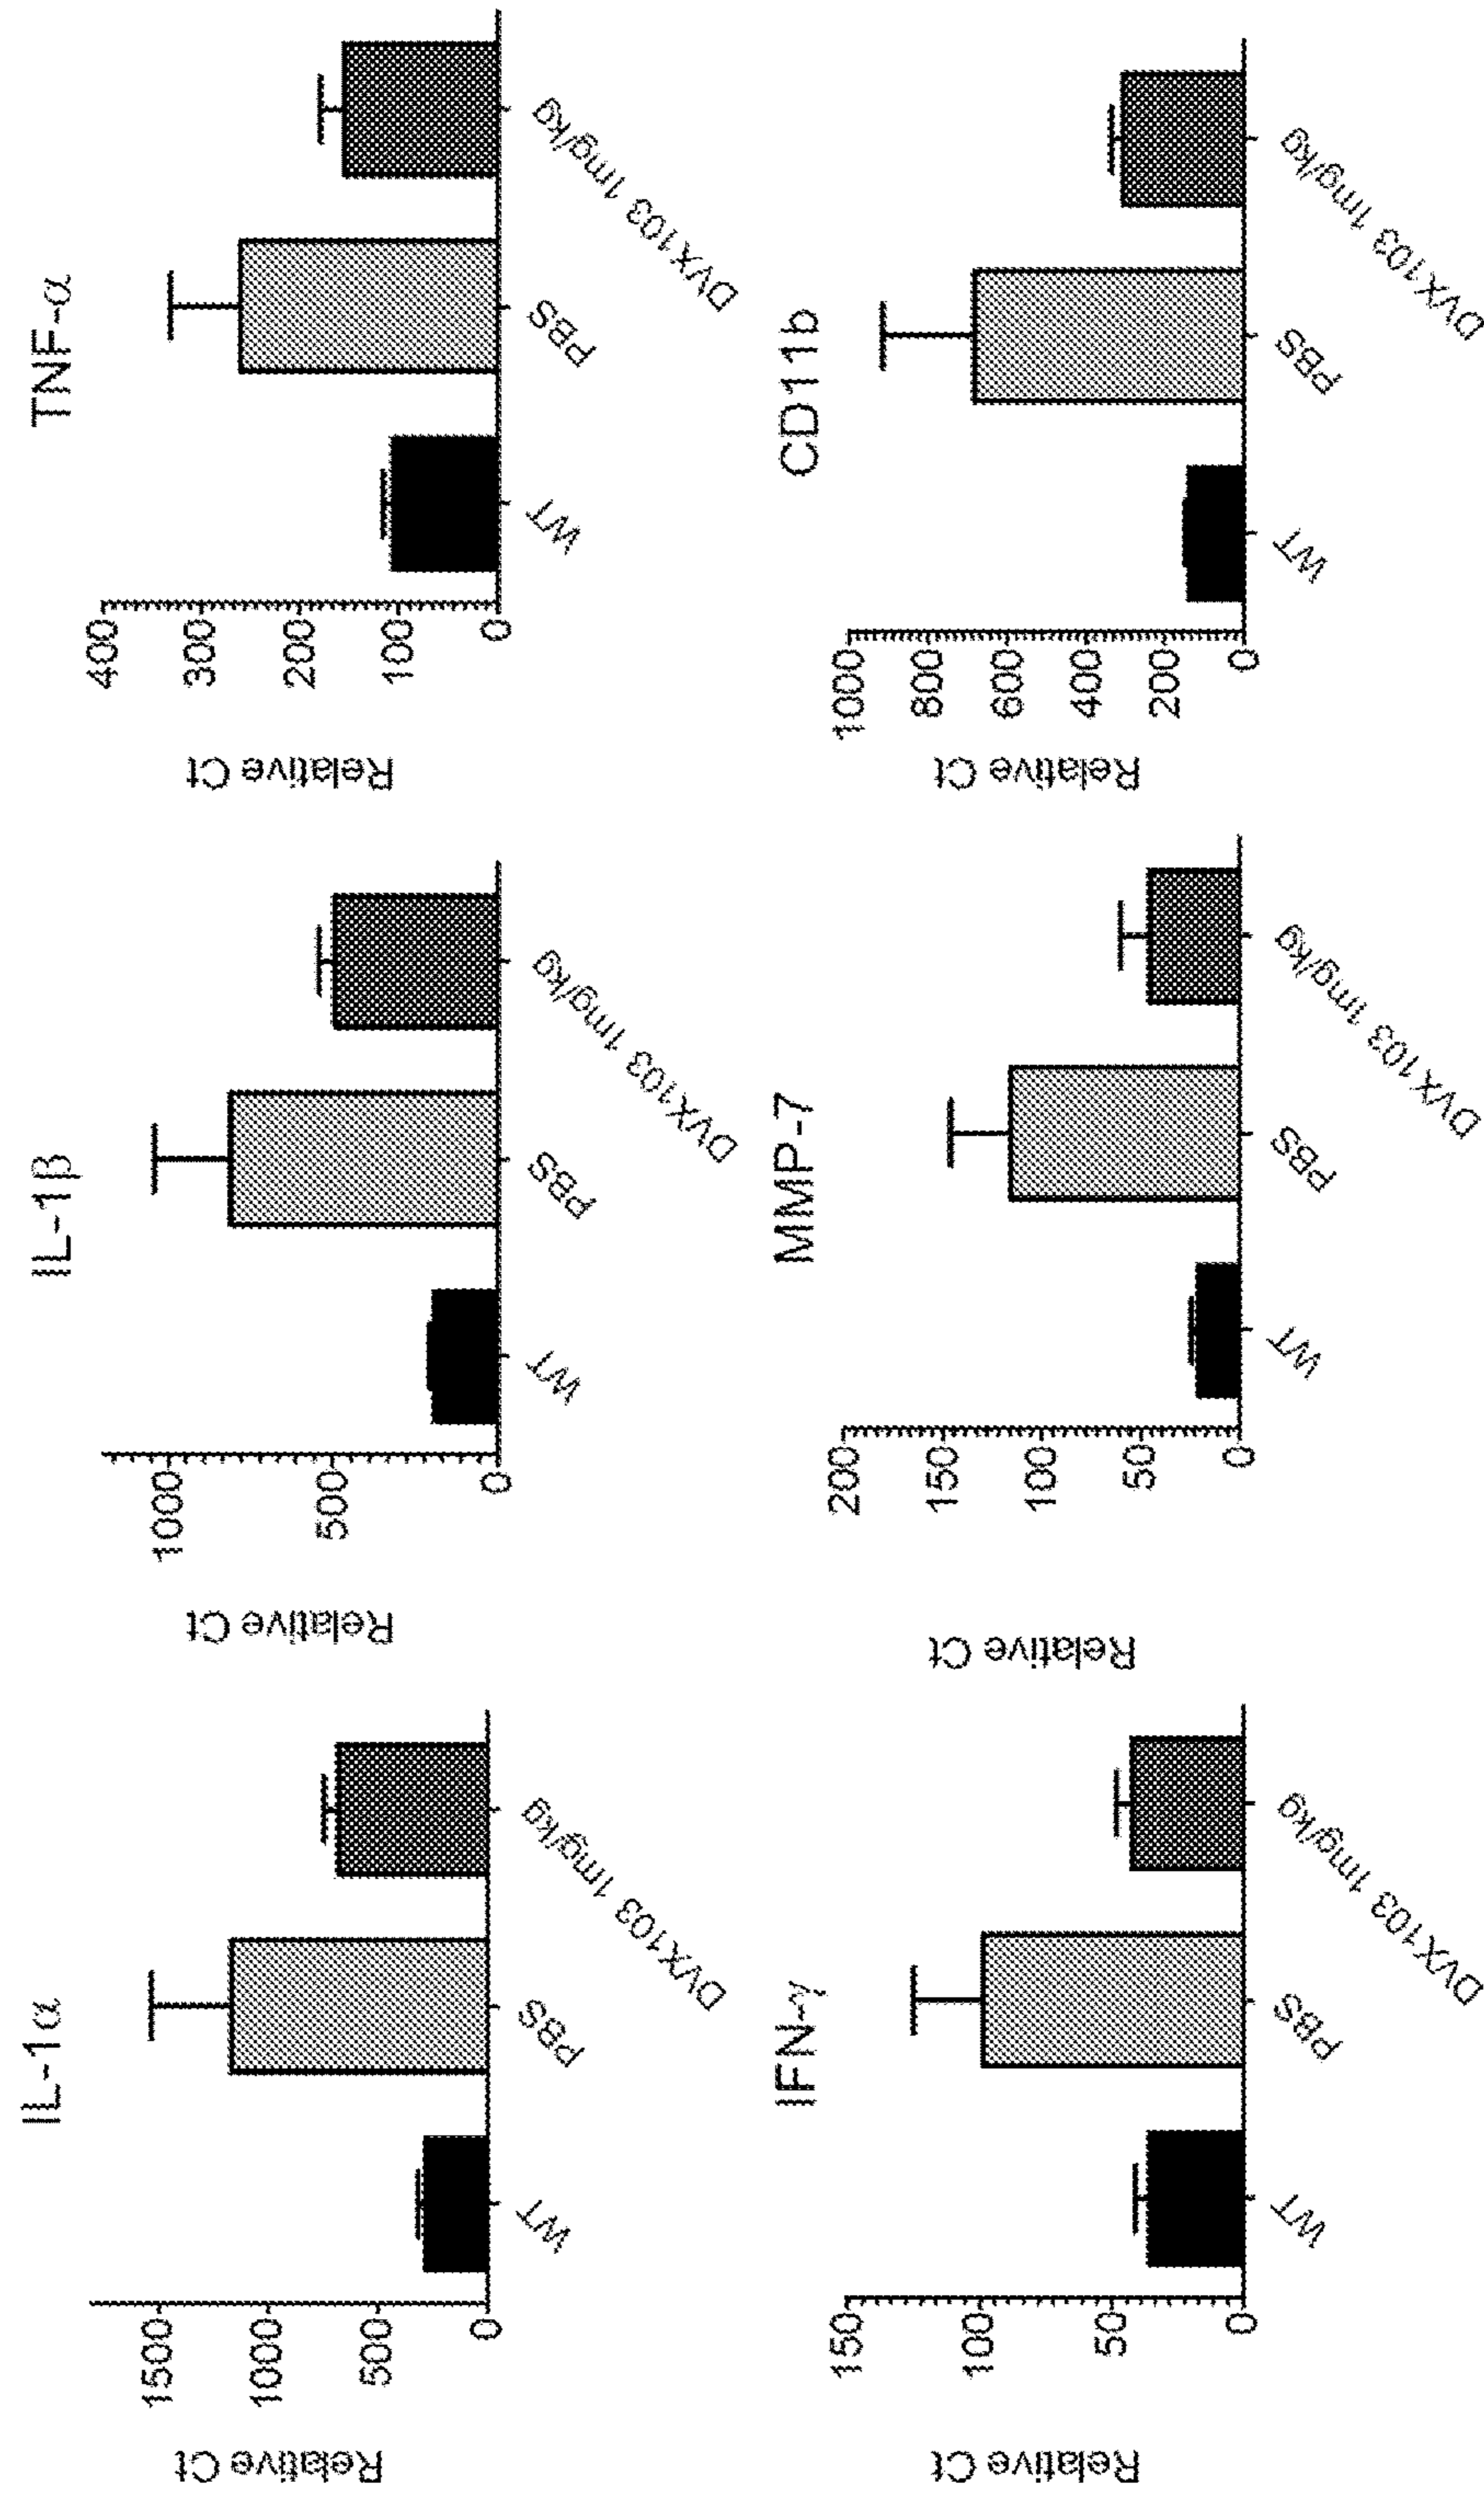 IL-1α
Relative Ct
1500
1000
500
0
WT
PBS
DVX103 1mg/kg
IL-1β
Relative Ct
1000
500
0
WT
PBS
DVX103 1mg/kg
TNF-α
Relative Ct
400
300
200
100
0
WT
PBS
DVX103 1mg/kg
IFN-γ
Relative Ct
150
100
50
0
WT
PBS
DVX103 1mg/kg
MMP-7
Relative Ct
200
150
100
50
0
WT
PBS
DVX103 1mg/kg
CD11b
Relative Ct
1000
800
600
400
200
0
WT
PBS
DVX103 1mg/kg